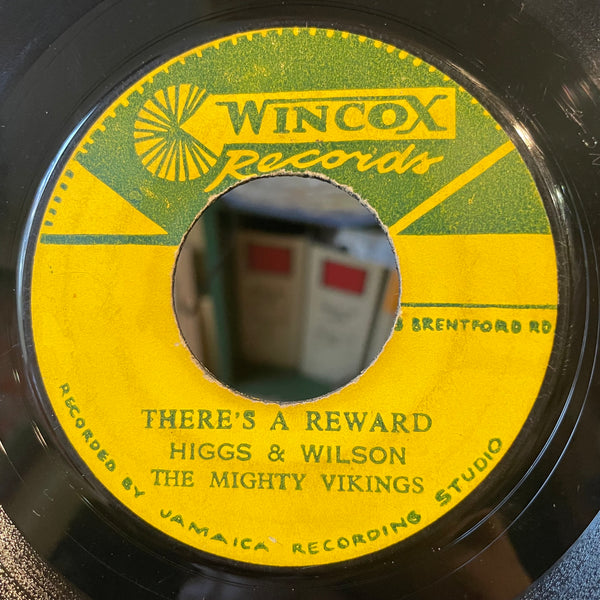 WINCOX
Records
BRENTFORD RD
THERE'S A REWARD
HIGGS & WILSON
THE MIGHTY VIKINGS
RECORDED BY JAMAICA RECORDING STUDIO